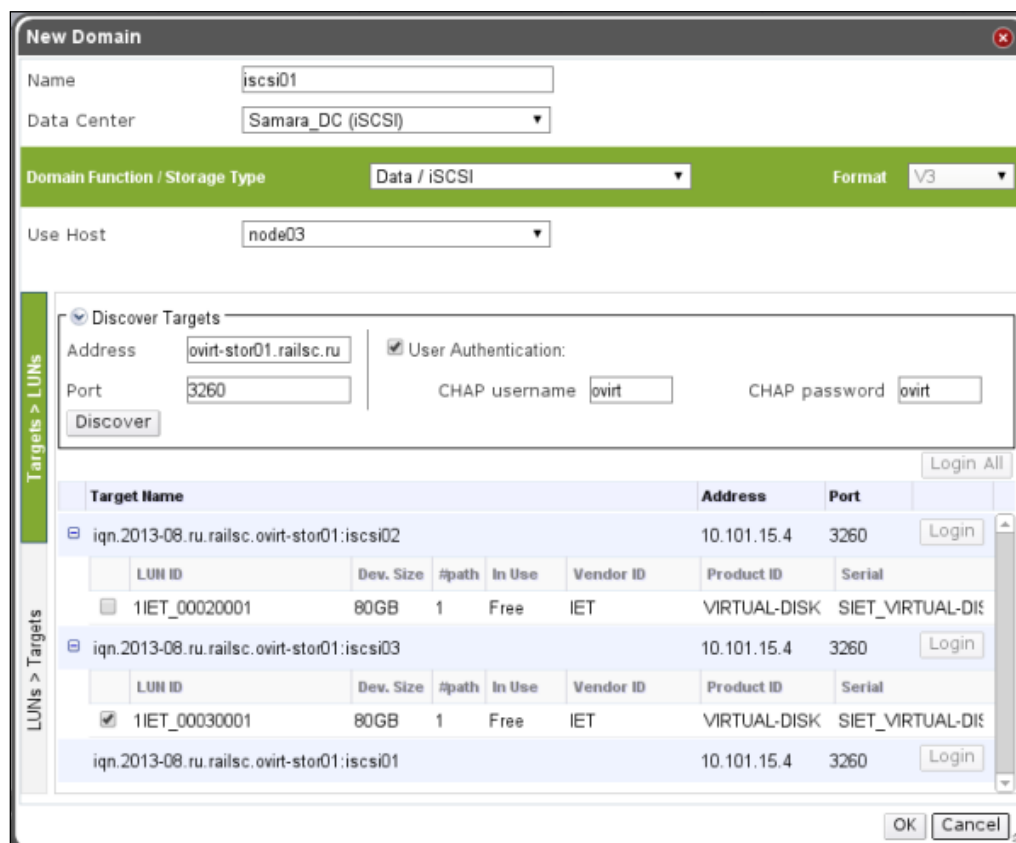 New Domain
Name iscsi01
Data Center Samara_DC (iSCSI)
Domain Function / Storage Type Data / iSCSI Format V3
Use Host node03
Targets > LUNs
LUNs > Targets
Discover Targets
Address ovirt-stor01.railsc.ru User Authentication:
Port 3260 CHAP username ovirt CHAP password ovirt
Discover
Login All
Target Name Address Port
iqn.2013-08.ru.railsc.ovirt-stor01:iscsi02 10.101.15.4 3260 Login
LUN ID Dev. Size #path In Use Vendor ID Product ID Serial
1IET_00020001 80GB 1 Free IET VIRTUAL-DISK SIET_VIRTUAL-DIS
iqn.2013-08.ru.railsc.ovirt-stor01:iscsi03 10.101.15.4 3260 Login
LUN ID Dev. Size #path In Use Vendor ID Product ID Serial
1IET_00030001 80GB 1 Free IET VIRTUAL-DISK SIET_VIRTUAL-DIS
iqn.2013-08.ru.railsc.ovirt-stor01:iscsi01 10.101.15.4 3260 Login
OK Cancel